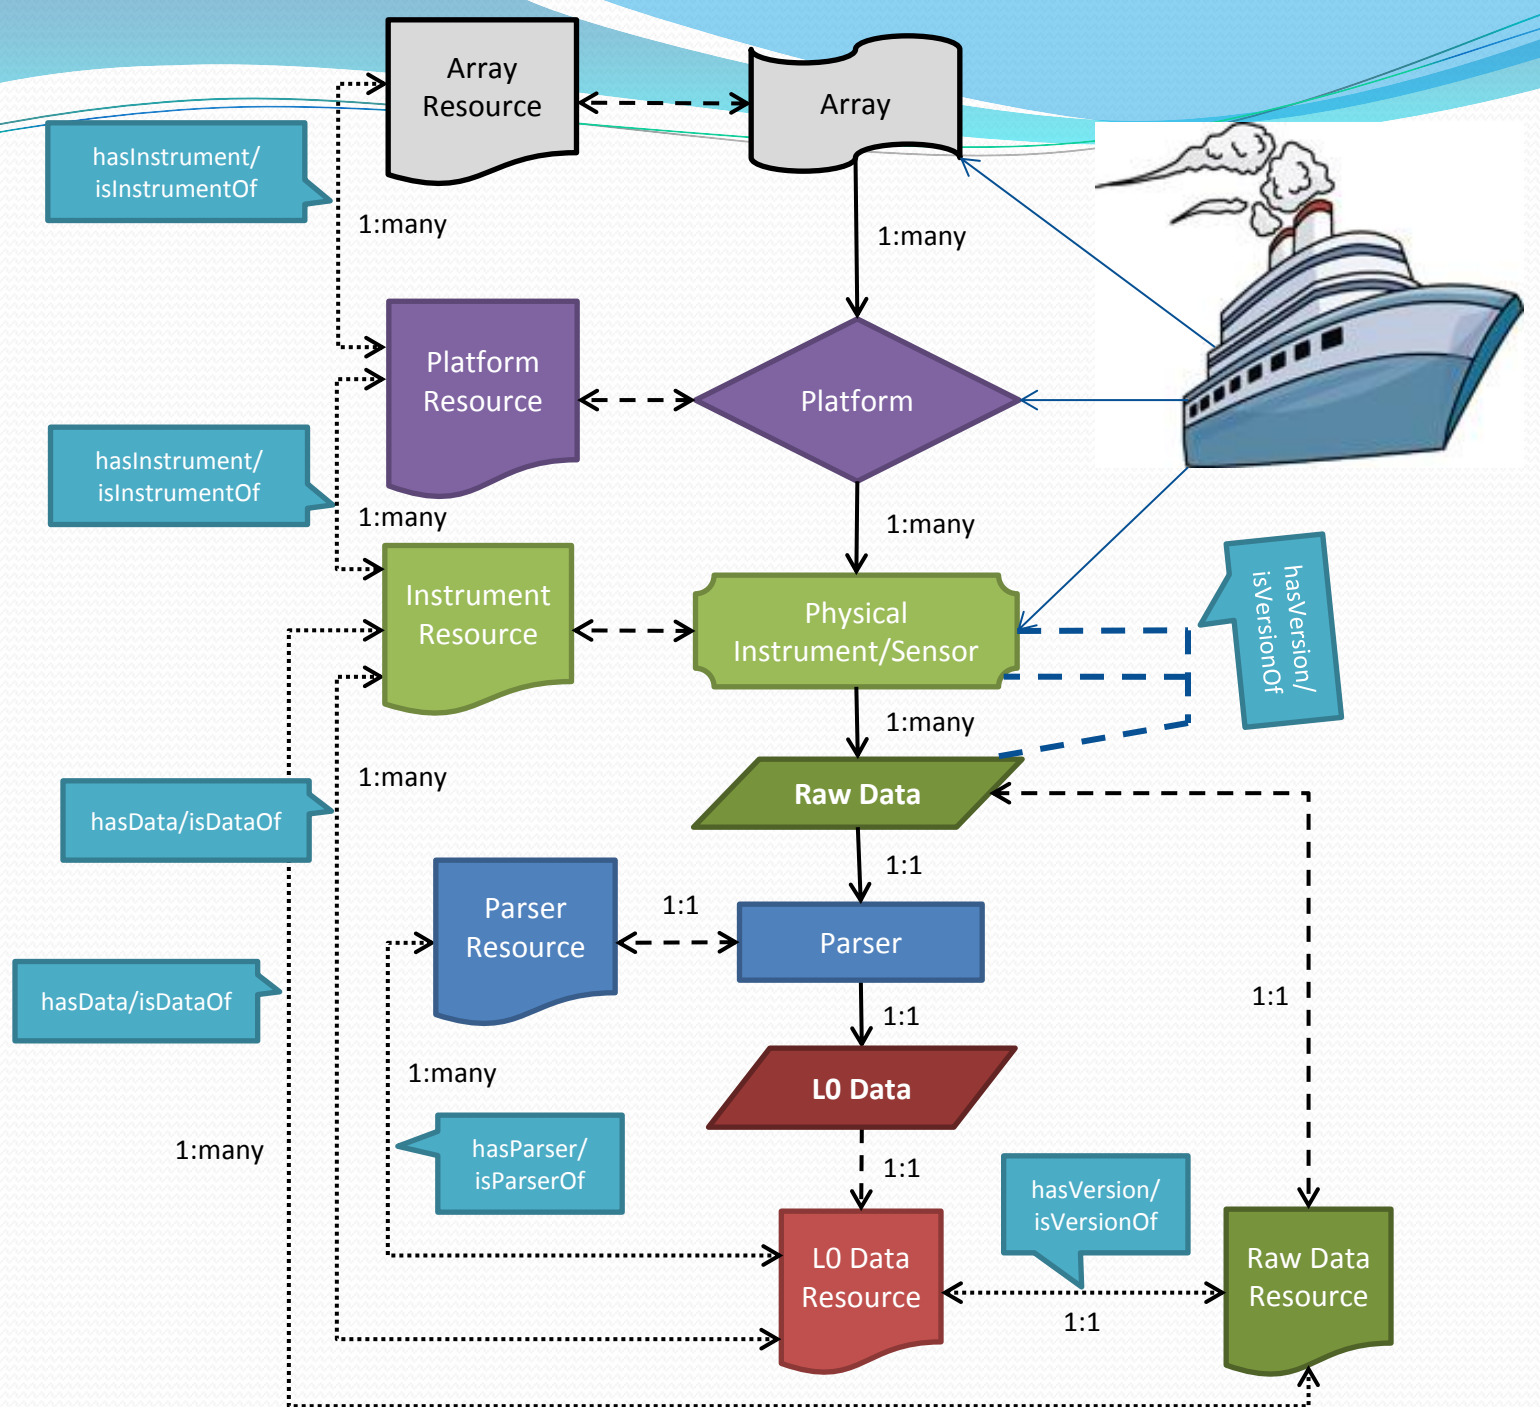 Array
Resource
Array
hasInstrument/
isInstrumentOf
1:many
1:many
Platform
Resource
Platform
hasInstrument/
isInstrumentOf
1:many
1:many
Instrument
Resource
Physical
Instrument/Sensor
hasVersion/
isVersionOf
1:many
1:many
Raw Data
hasData/isDataOf
1:1
Parser
Resource
1:1
Parser
hasData/isDataOf
1:1
1:1
1:many
L0 Data
1:many
hasParser/
isParserOf
1:1
hasVersion/
isVersionOf
L0 Data
Resource
Raw Data
Resource
1:1